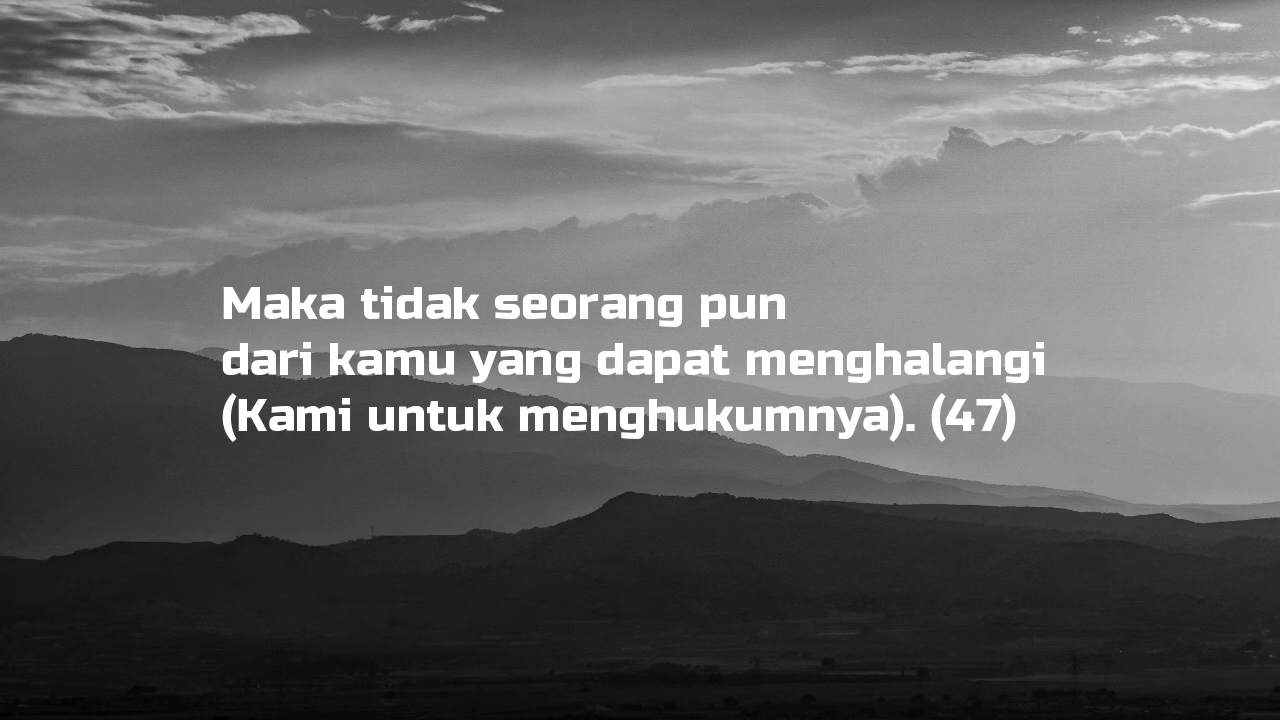 Maka tidak seorang pun
dari kamu yang dapat menghalangi
(Kami untuk menghukumnya). (47)